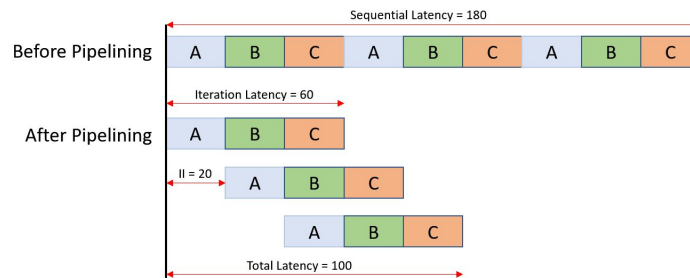 Sequential Latency = 180
Before Pipelining A B C A B C A B C
Iteration Latency = 60
After Pipelining A B C
II = 20 A B C
A B C
Total Latency = 100